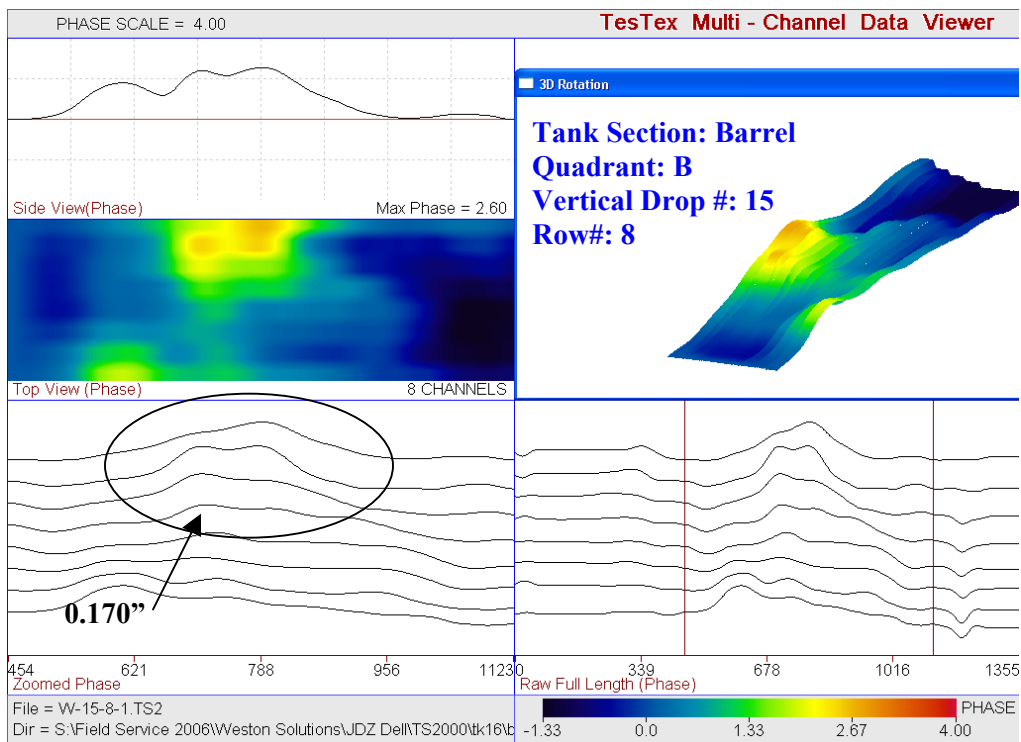 PHASE SCALE = 4.00
TesTex Multi - Channel Data Viewer
3D Rotation
Tank Section: Barrel
Quadrant: B
Vertical Drop #: 15
Row#: 8
Side View(Phase)
Max Phase = 2.60
Top View (Phase)
8 CHANNELS
0.170”
454 621 788 956 1123
Zoomed Phase
0 339 678 1016 1355
Raw Full Length (Phase)
File = W-15-8-1.TS2
Dir = S:\Field Service 2006\Weston Solutions\JDZ Dell\TS2000\tk16\b
PHASE
-1.33 0.0 1.33 2.67 4.00